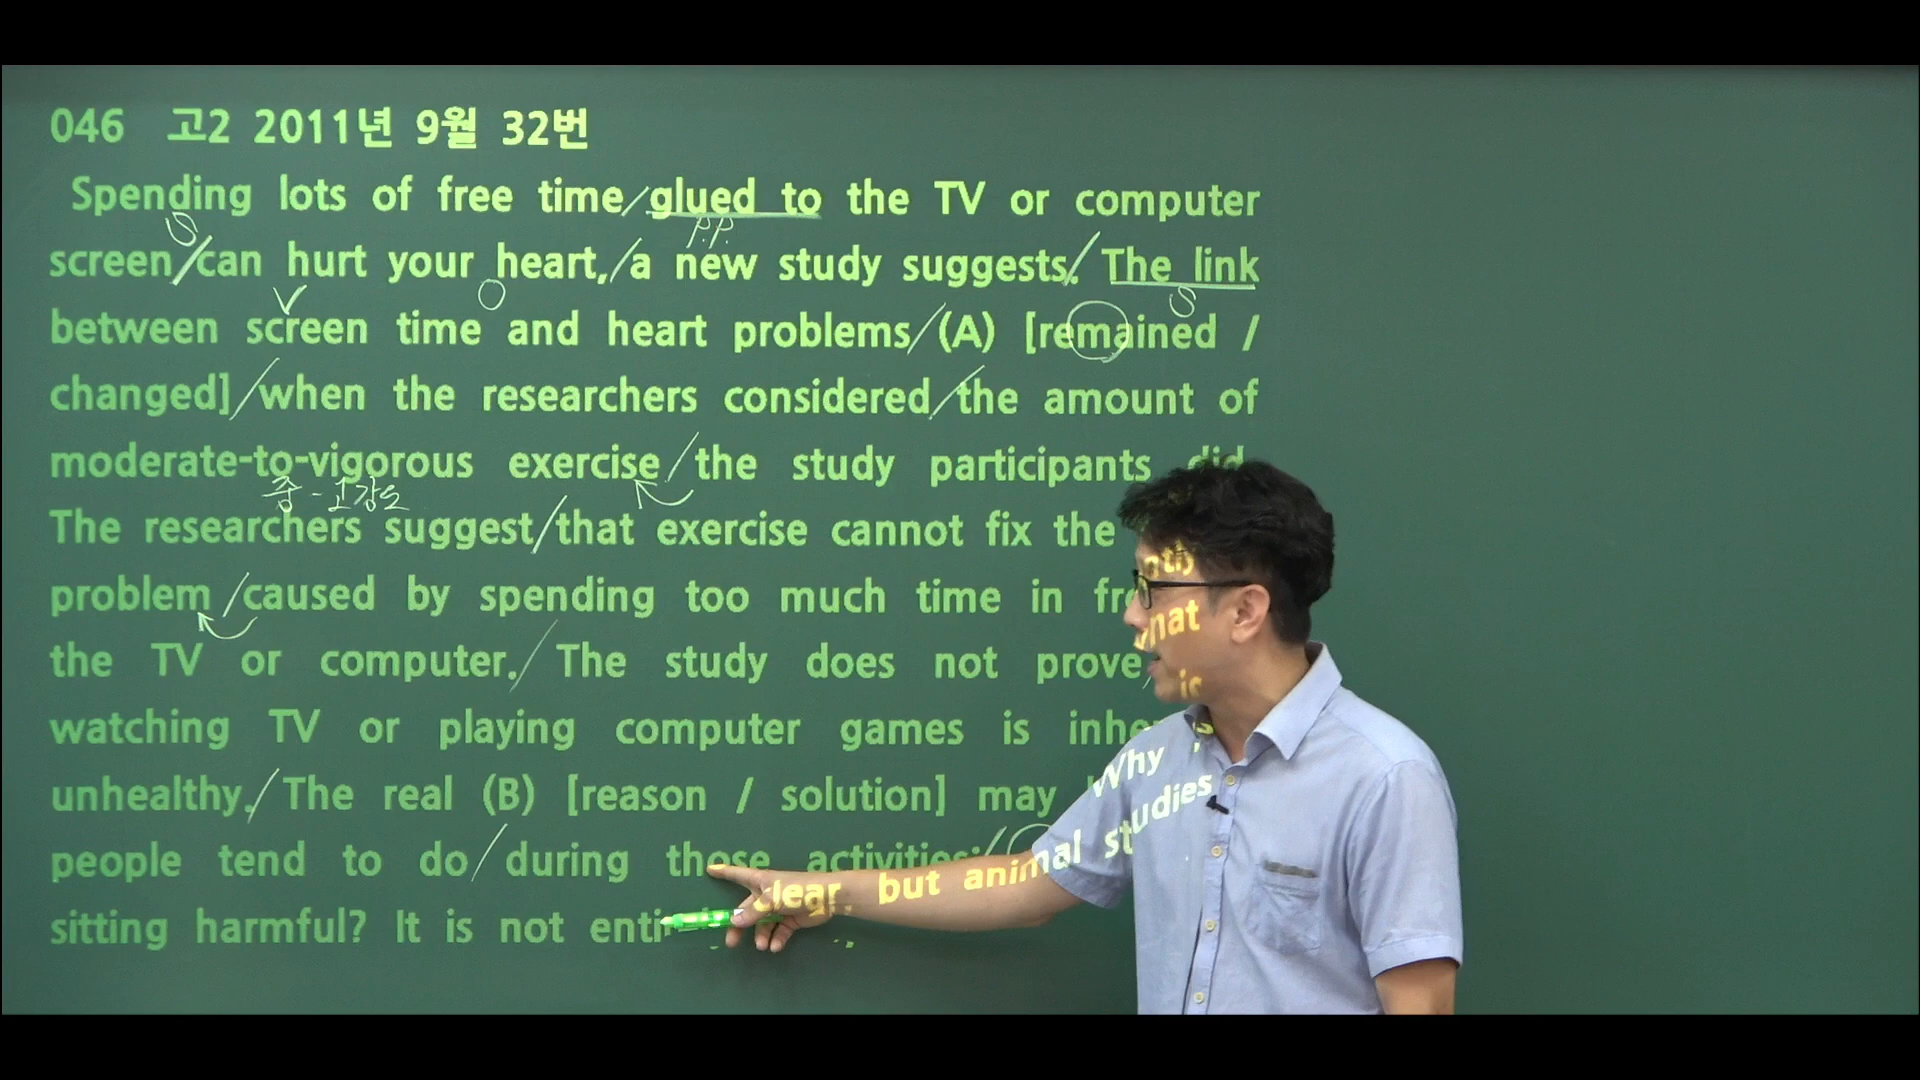 046 고2 2011년 9월 32번
Spending lots of free time / glued to the TV or computer
S p.p.
screen / can hurt your heart, / a new study suggests. / The link
V O S
between screen time and heart problems / (A) [remained /
changed] / when the researchers considered / the amount of
moderate-to-vigorous exercise / the study participants did.
중-고강도
The researchers suggest / that exercise cannot fix the
problem / caused by spending too much time in
the TV or computer. / The study does not prove
watching TV or playing computer games is
unhealthy. / The real (B) [reason / solution] may
people tend to do / during those activities: / Why is
sitting harmful? It is not clear, but animal studies